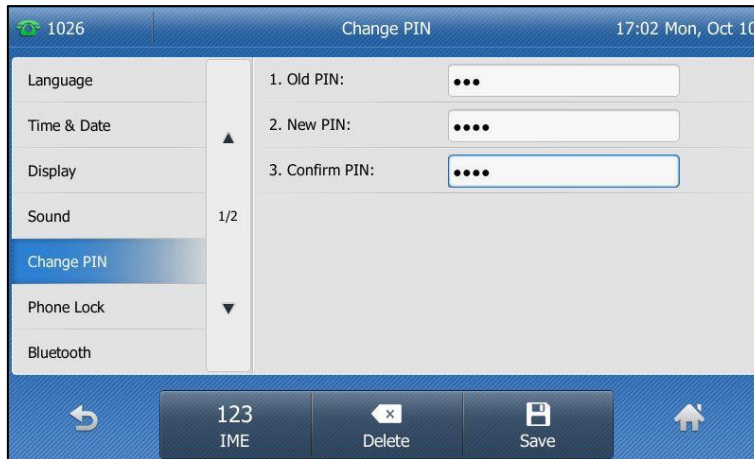 1026
Change PIN
17:02 Mon, Oct 10
Language
Time & Date
Display
Sound
Change PIN
Phone Lock
Bluetooth
1/2
1. Old PIN:
•••
2. New PIN:
••••
3. Confirm PIN:
••••
123
IME
Delete
Save